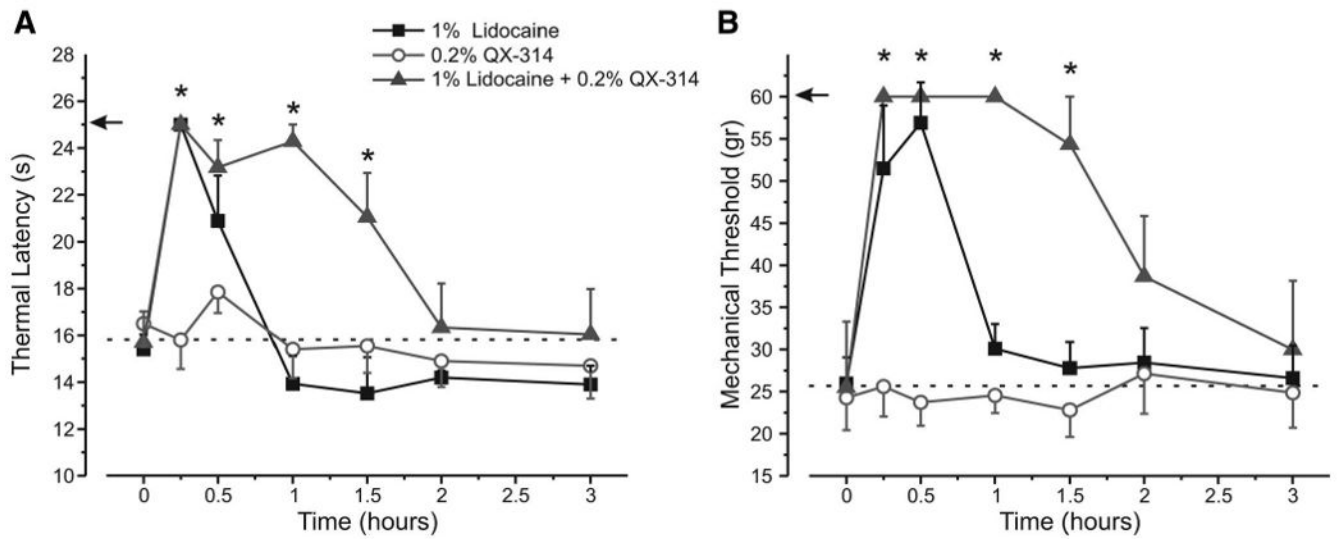 A
1% Lidocaine
0.2% QX-314
1% Lidocaine + 0.2% QX-314
Thermal Latency (s)
28
26
24
22
20
18
16
14
12
10
* * * *
0 0.5 1 1.5 2 2.5 3
Time (hours)
B
Mechanical Threshold (gr)
60
55
50
45
40
35
30
25
20
15
* * * *
0 0.5 1 1.5 2 2.5 3
Time (hours)